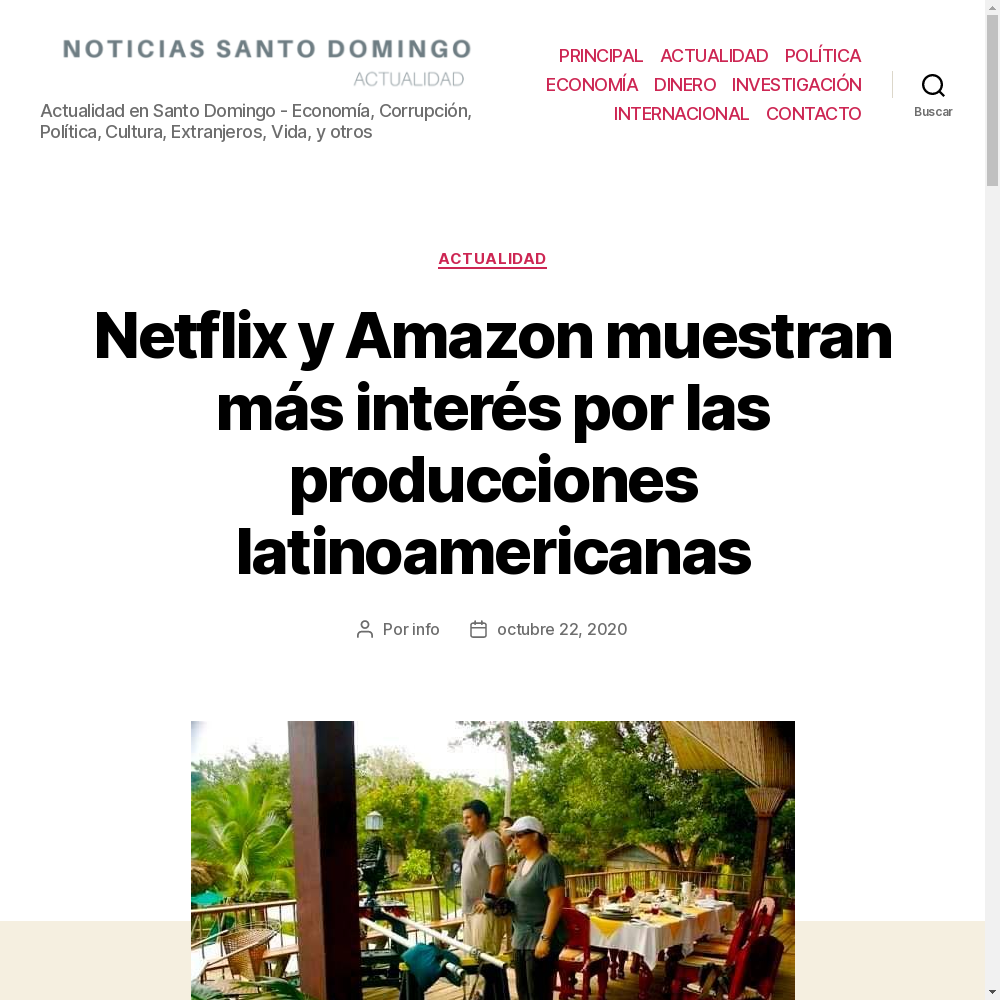 NOTICIAS SANTO DOMINGO
ACTUALIDAD
Actualidad en Santo Domingo - Economía, Corrupción,
Política, Cultura, Extranjeros, Vida, y otros
PRINCIPAL ACTUALIDAD POLÍTICA
ECONOMÍA DINERO INVESTIGACIÓN
INTERNACIONAL CONTACTO
Buscar
ACTUALIDAD
Netflix y Amazon muestran
más interés por las
producciones
latinoamericanas
Por info octubre 22, 2020